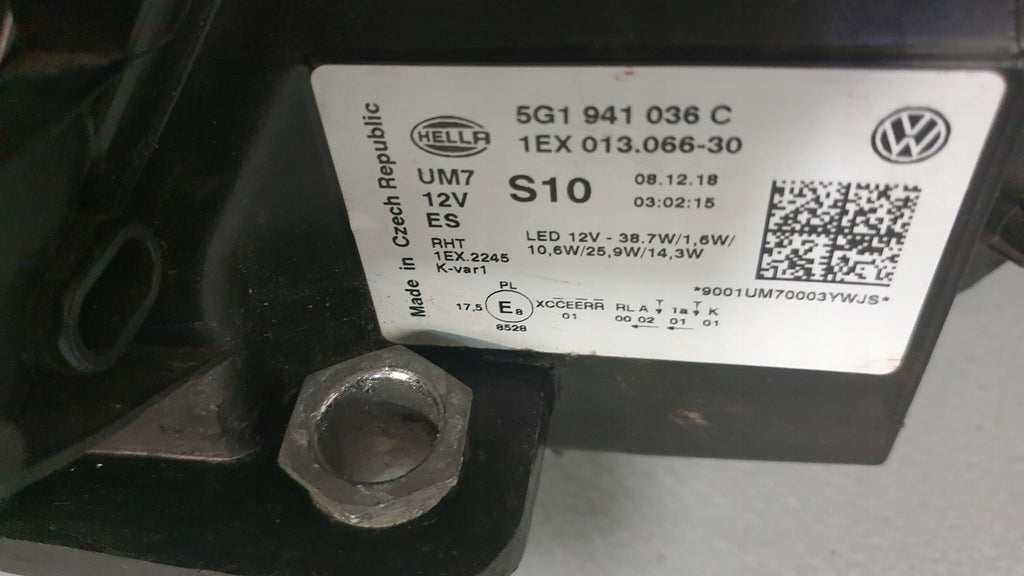 Made in Czech Republic
HELLA
5G1 941 036 C
1EX 013.066-30
UM7
12V
ES
S10
08.12.18
03:02:15
RHT
1EX.2245
K-var1
LED 12V - 38.7W/1,6W/
10,6W/25,9W/14,3W
*9001UM70003YWJS*
PL
17,5 E8 XCCEERR RL A T 1a T K
01 00 02 01 01
8528
VW